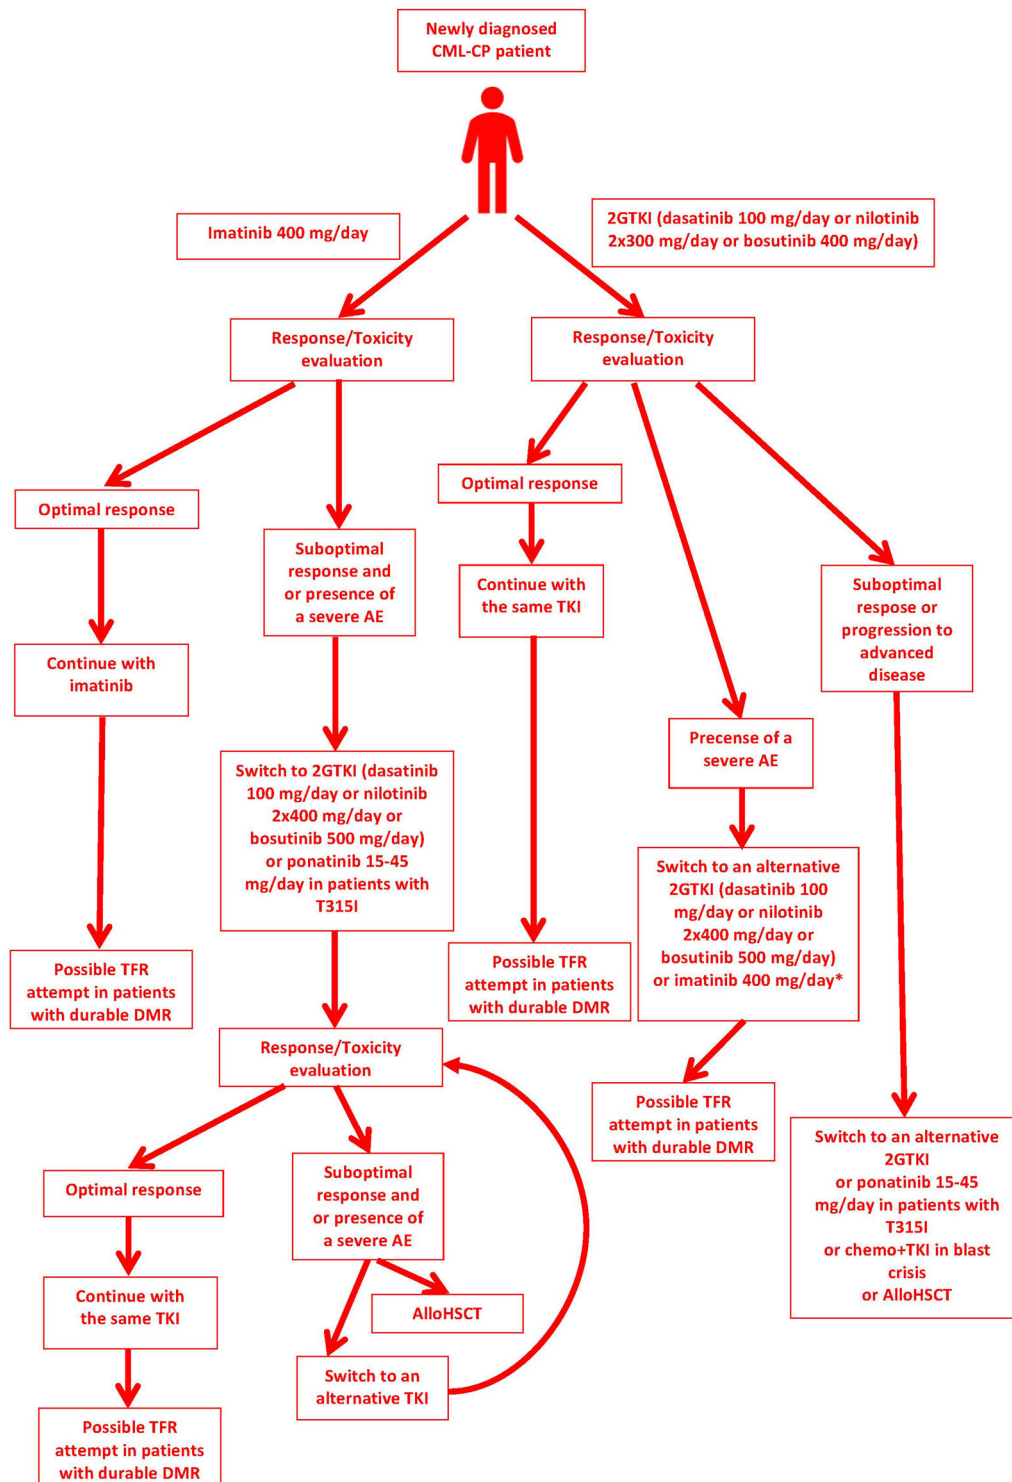 Newly diagnosed
CML-CP patient
Imatinib 400 mg/day
2GTKI (dasatinib 100 mg/day or nilotinib
2x300 mg/day or bosutinib 400 mg/day)
Response/Toxicity
evaluation
Response/Toxicity
evaluation
Optimal response
Suboptimal
response and
or presence of
a severe AE
Optimal response
Continue with
the same TKI
Suboptimal
respose or
progression to
advanced
disease
Continue with
imatinib
Precense of a
severe AE
Switch to 2GTKI (dasatinib
100 mg/day or nilotinib
2x400 mg/day or
bosutinib 500 mg/day)
or ponatinib 15-45
mg/day in patients with
T315I
Switch to an alternative
2GTKI (dasatinib 100
mg/day or nilotinib
2x400 mg/day or
bosutinib 500 mg/day)
or imatinib 400 mg/day*
Possible TFR
attempt in patients
with durable DMR
Possible TFR
attempt in patients
with durable DMR
Response/Toxicity
evaluation
Possible TFR
attempt in patients
with durable DMR
Switch to an alternative
2GTKI
or ponatinib 15-45
mg/day in patients with
T315I
or chemo+TKI in blast
crisis
or AlloHSCT
Optimal response
Suboptimal
response and
or presence of
a severe AE
Continue with
the same TKI
AlloHSCT
Switch to an
alternative TKI
Possible TFR
attempt in patients
with durable DMR